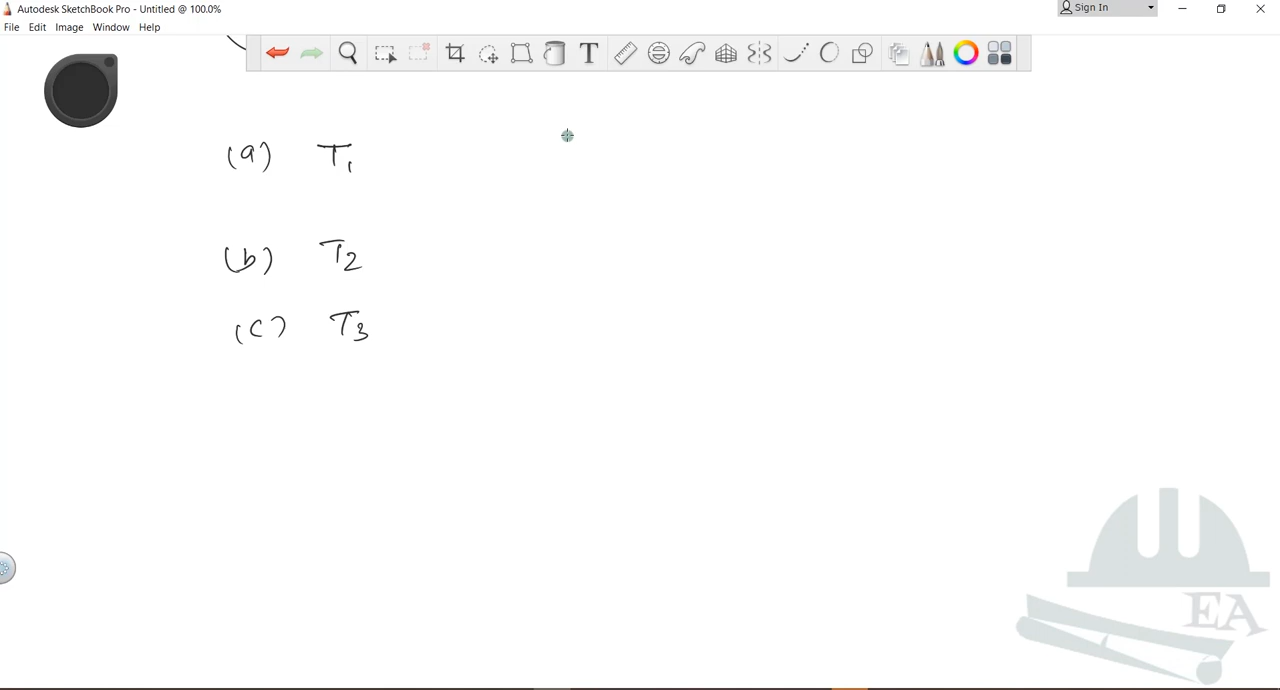 Autodesk SketchBook Pro - Untitled @ 100.0%
Sign In
File Edit Image Window Help
(a) T₁
(b) T₂
(c) T₃
EA